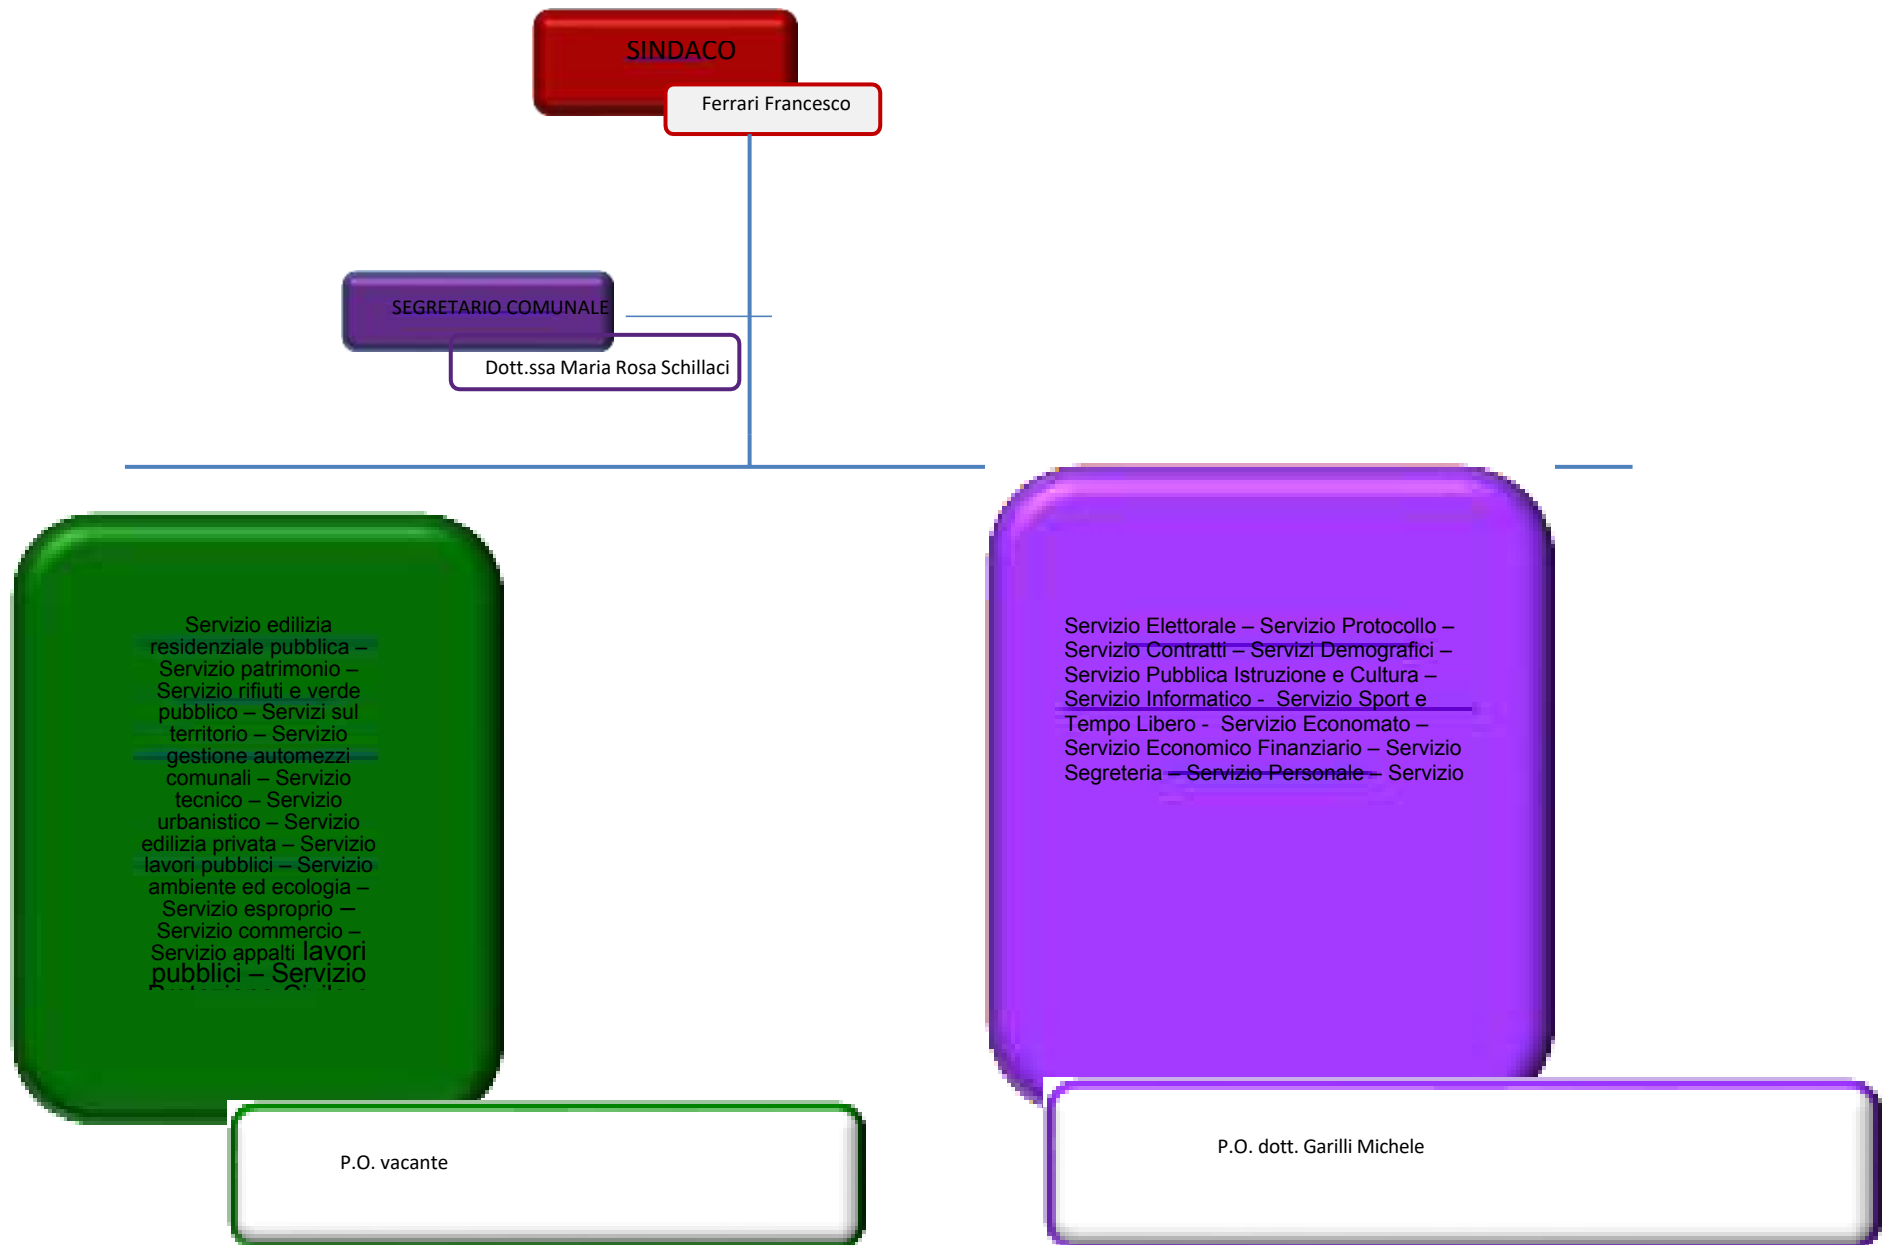 SINDACO
Ferrari Francesco
SEGRETARIO COMUNALE
Dott.ssa Maria Rosa Schillaci
Servizio edilizia
residenziale pubblica –
Servizio patrimonio –
Servizio rifiuti e verde
pubblico – Servizi sul
territorio – Servizio
gestione automezzi
comunali – Servizio
tecnico – Servizio
urbanistico – Servizio
edilizia privata – Servizio
lavori pubblici – Servizio
ambiente ed ecologia –
Servizio esproprio –
Servizio commercio –
Servizio appalti lavori
pubblici – Servizio
Protezione Civile e
P.O. vacante
Servizio Elettorale – Servizio Protocollo –
Servizio Contratti – Servizi Demografici –
Servizio Pubblica Istruzione e Cultura –
Servizio Informatico - Servizio Sport e
Tempo Libero - Servizio Economato –
Servizio Economico Finanziario – Servizio
Segreteria – Servizio Personale – Servizio
P.O. dott. Garilli Michele